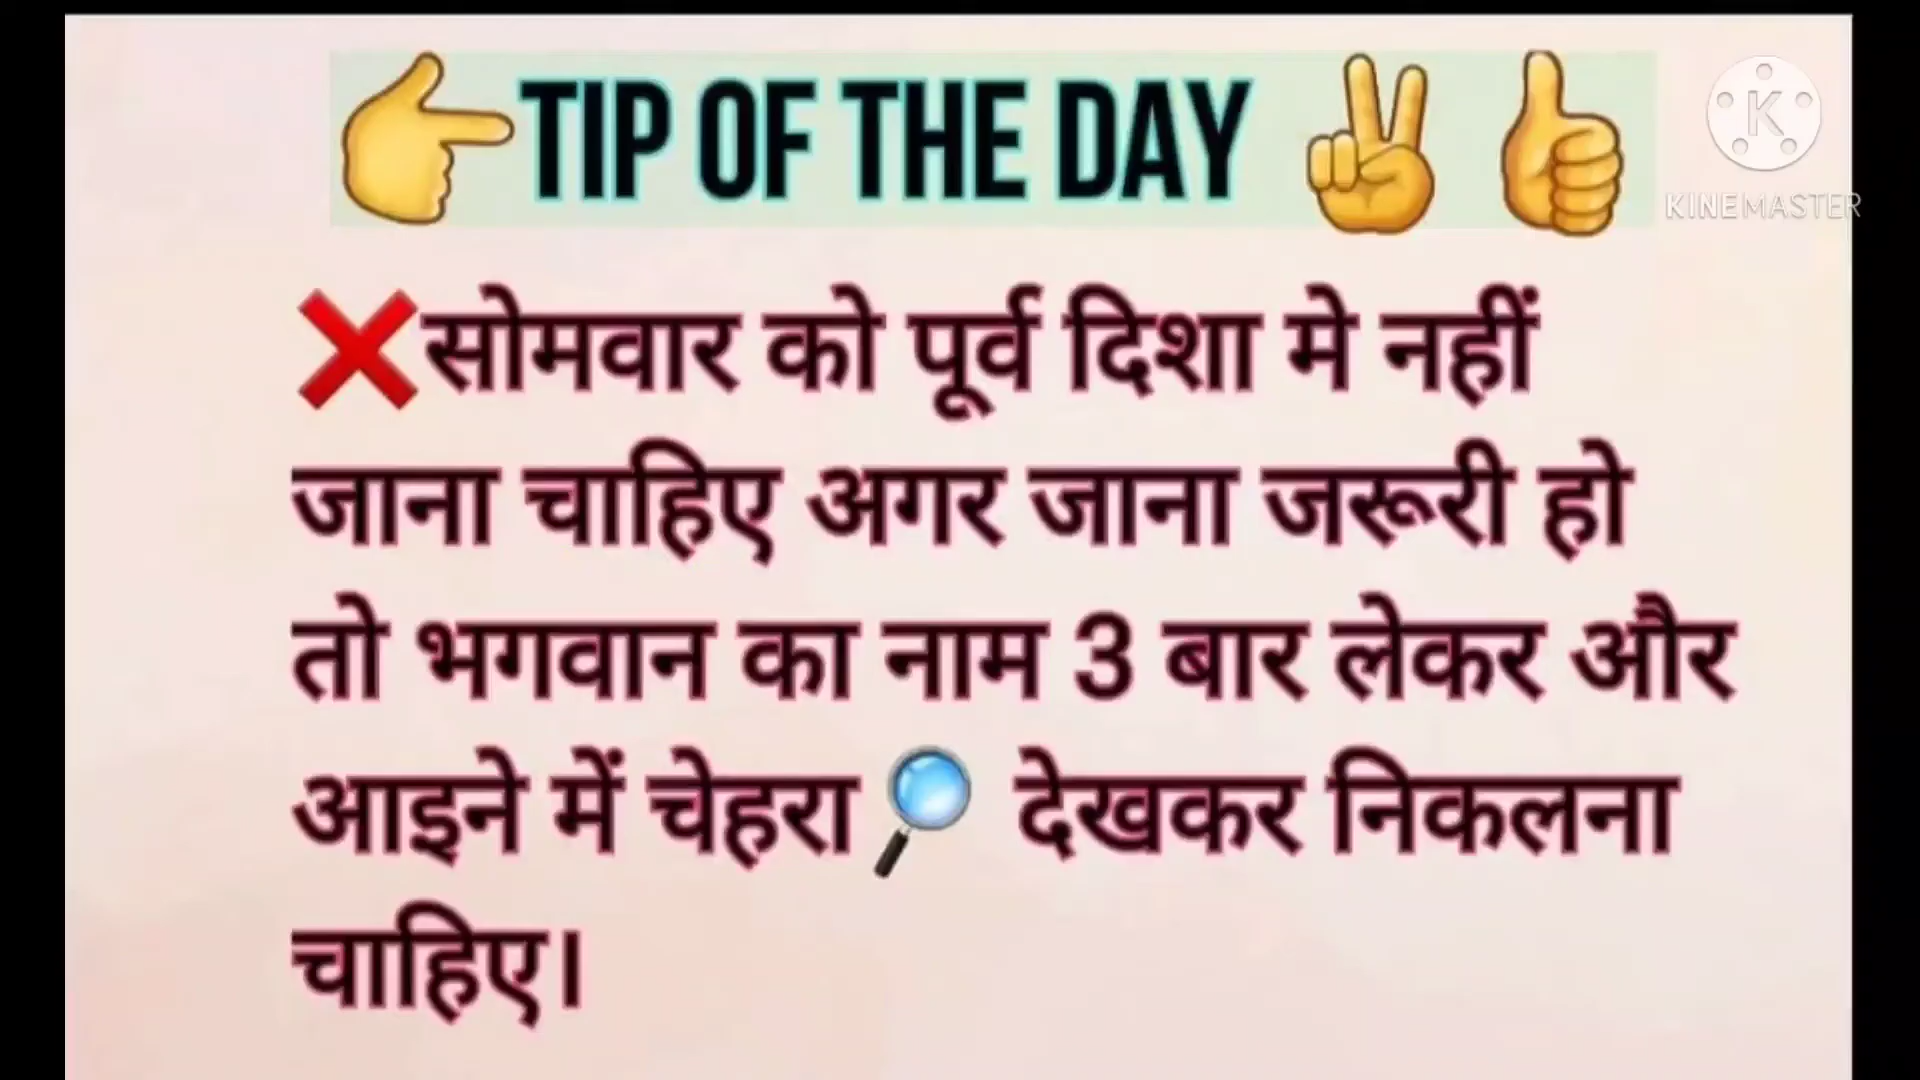 👉TIP OF THE DAY ✌ 👍
K
KINEMASTER
❌सोमवार को पूर्व दिशा मे नहीं
जाना चाहिए अगर जाना जरूरी हो
तो भगवान का नाम 3 बार लेकर और
आइने में चेहरा🔍 देखकर निकलना
चाहिए।